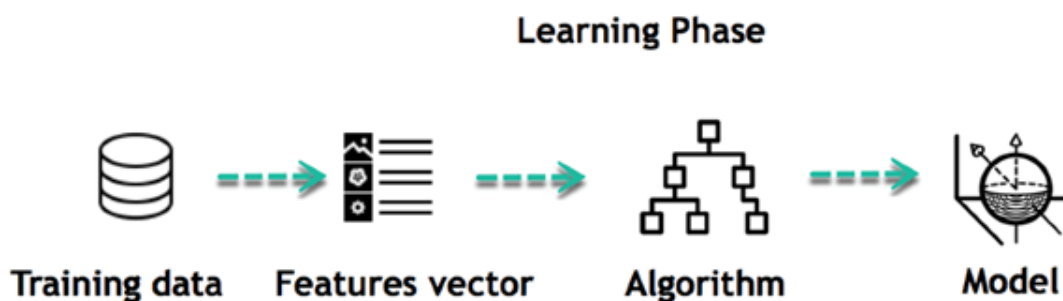 Learning Phase
Training data
Features vector
Algorithm
Model